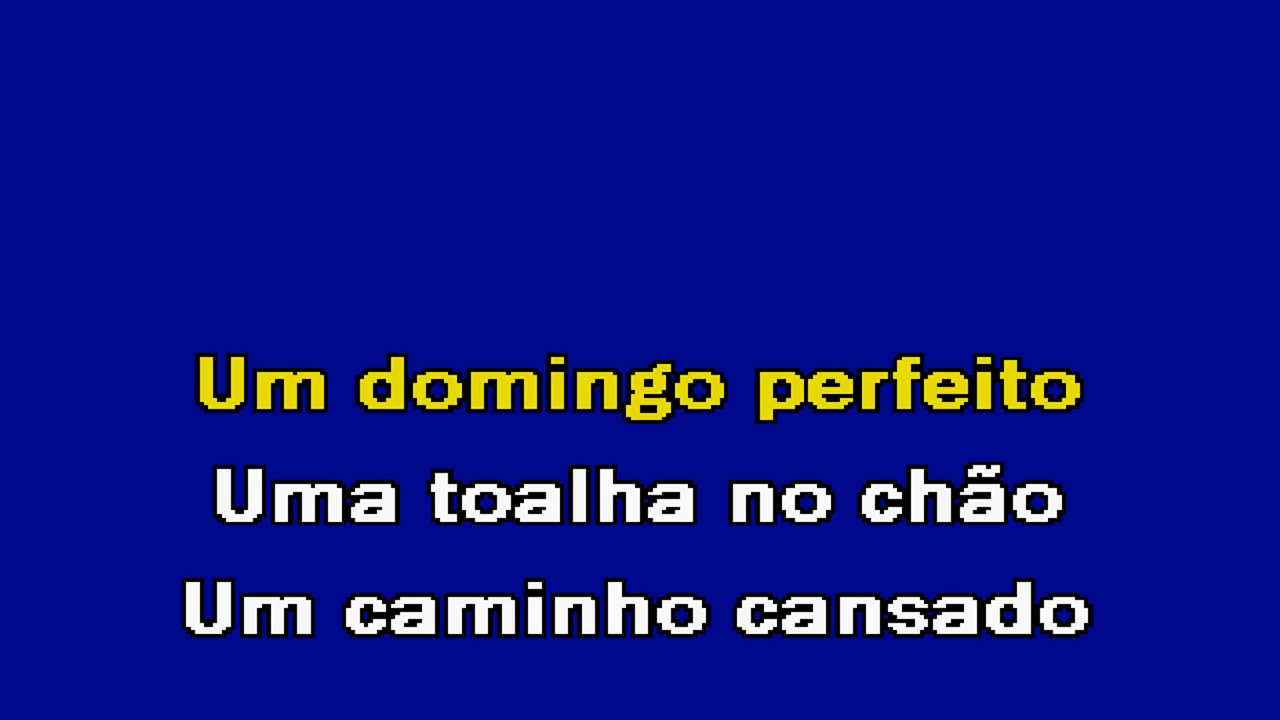 Um domingo perfeito
Uma toalha no chão
Um caminho cansado